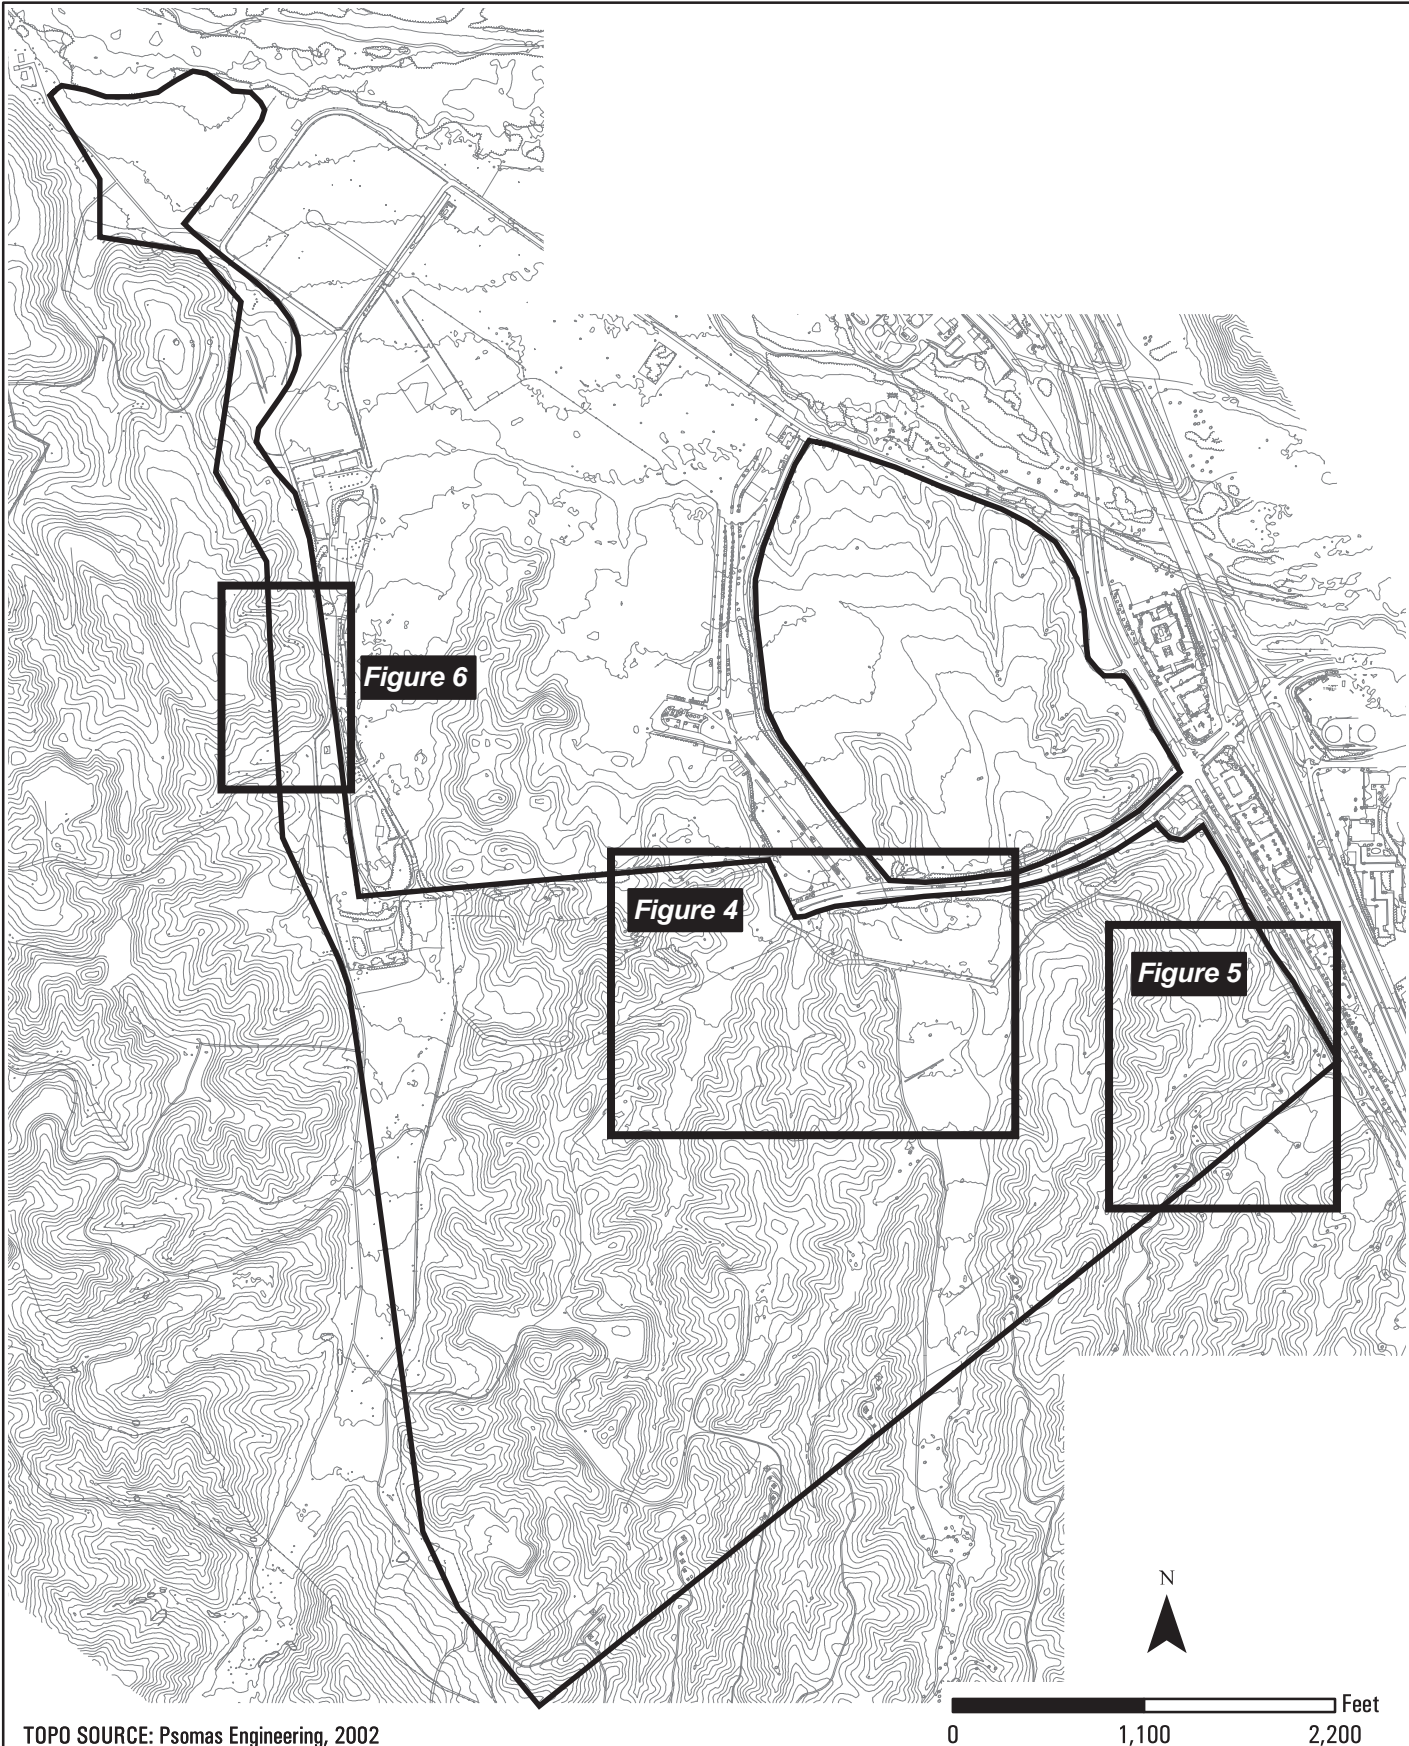 Figure 6
Figure 4
Figure 5
N
Feet
0 1,100 2,200
TOPO SOURCE: Psomas Engineering, 2002